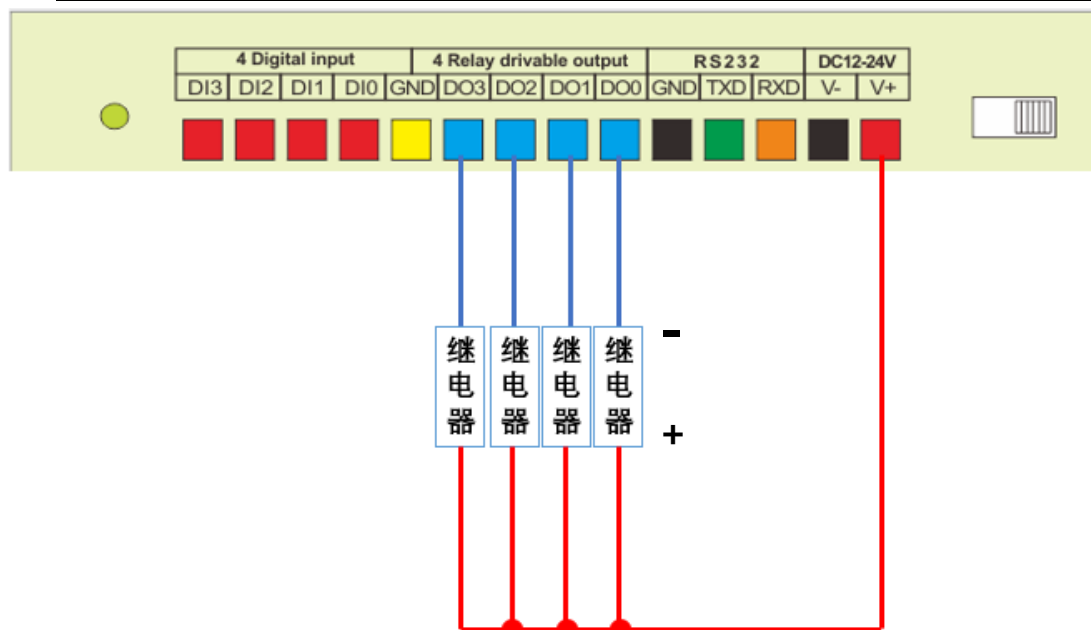 4 Digital input 4 Relay drivable output RS232 DC12-24V
DI3 DI2 DI1 DI0 GND DO3 DO2 DO1 DO0 GND TXD RXD V- V+
继电器 继电器 继电器 继电器
-
+